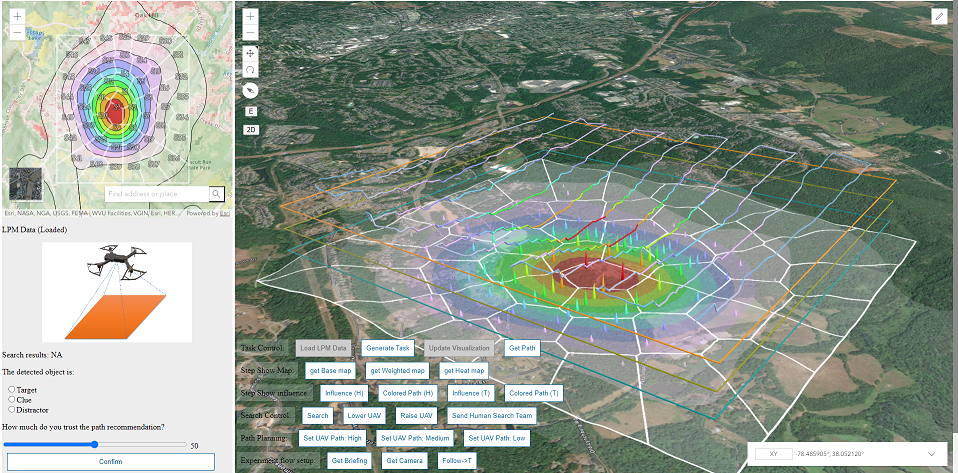 Oak Hill
Find address or place
Esri, NASA, NGA, USGS, FEMA | WVU Facilities, VGIN, Esri, HER...
Powered by Esri
LPM Data (Loaded)
Search results: NA
The detected object is:
Target
Clue
Distractor
How much do you trust the path recommendation?
50
Confirm
E
2D
Task Control:
Load LPM Data
Generate Task
Update Visualization
Get Path
Step Show Map:
get Base map
get Weighted map
get Heat map
Step Show influence
Influence (H)
Colored Path (H)
Influence (T)
Colored Path (T)
Search Control:
Search
Lower UAV
Raise UAV
Send Human Search Team
Path Planning:
Set UAV Path: High
Set UAV Path: Medium
Set UAV Path: Low
Experiment flow setup:
Get Briefing
Get Camera
Follow->T
XY
-78.485905°, 38.052120°